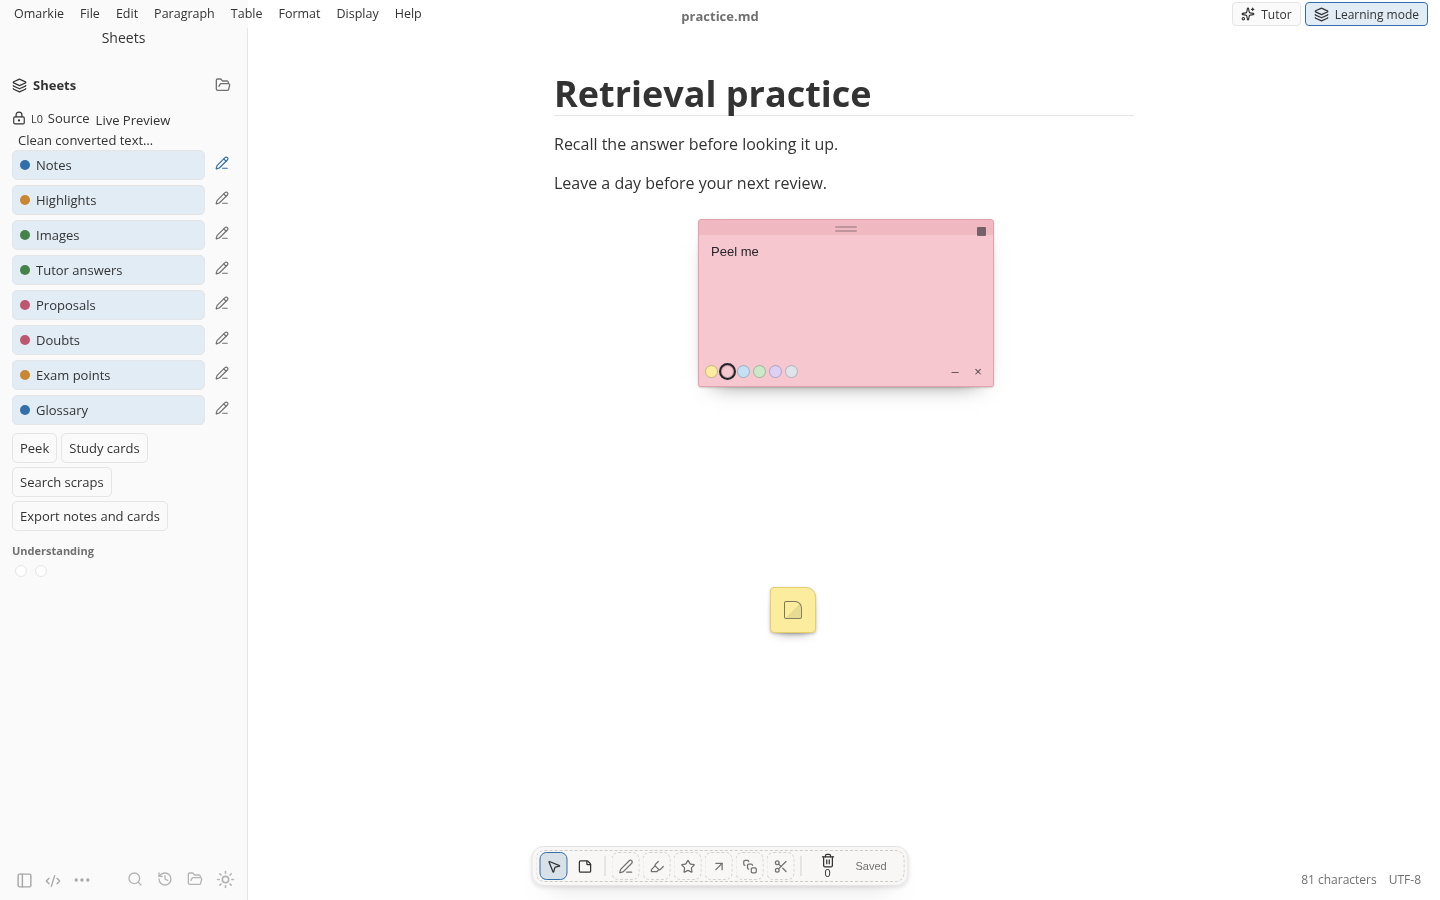 Omarkie File Edit Paragraph Table Format Display Help
practice.md
Tutor
Learning mode
Sheets
Sheets
L0 Source Live Preview
Clean converted text...
Notes
Highlights
Images
Tutor answers
Proposals
Doubts
Exam points
Glossary
Peek Study cards
Search scraps
Export notes and cards
Understanding
Retrieval practice
Recall the answer before looking it up.
Leave a day before your next review.
Peel me
0
Saved
81 characters UTF-8